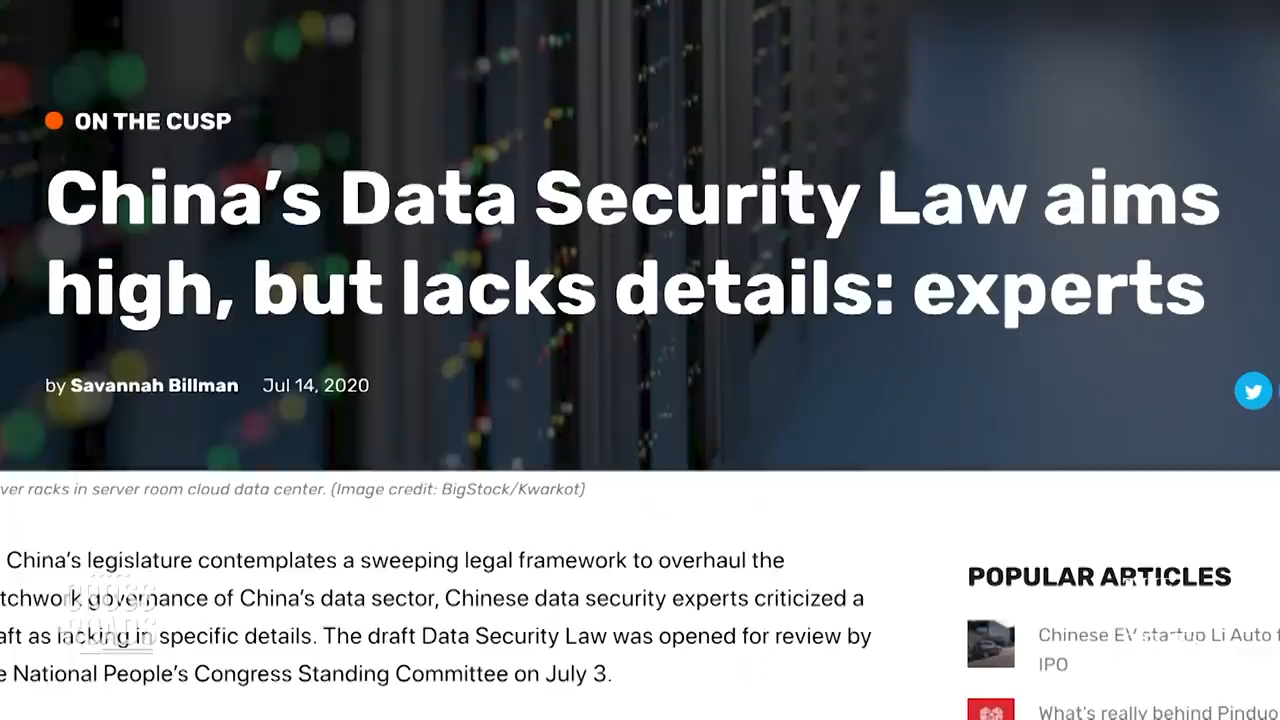 ON THE CUSP
China's Data Security Law aims
high, but lacks details: experts
by Savannah Billman Jul 14, 2020
ver racks in server room cloud data center. (Image credit: BigStock/Kwarkot)
China's legislature contemplates a sweeping legal framework to overhaul the
tchwork governance of China's data sector, Chinese data security experts criticized a
aft as lacking in specific details. The draft Data Security Law was opened for review by
e National People's Congress Standing Committee on July 3.
CROSS
ROADS
POPULAR ARTICLES
Chinese EV startup Li Auto
IPO
What's really behind Pinduo